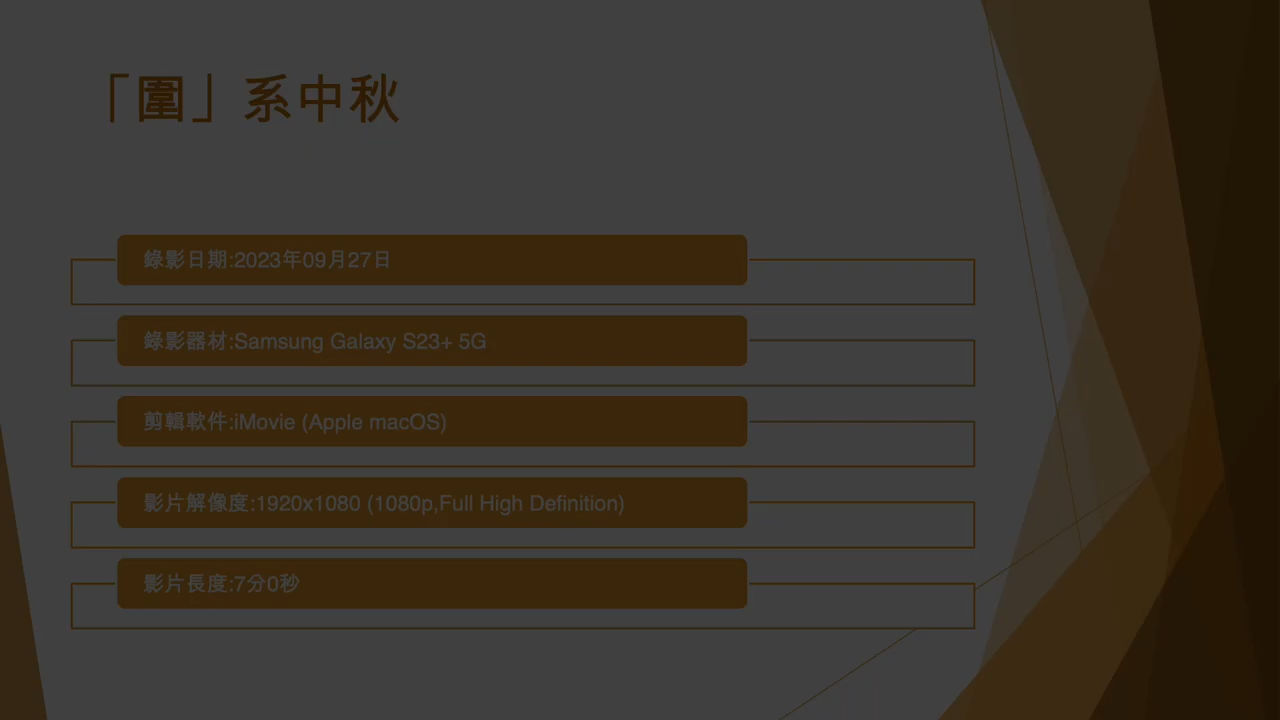 「圍」系中秋
錄影日期:2023年09月27日
錄影器材:Samsung Galaxy S23+ 5G
剪輯軟件:iMovie (Apple macOS)
影片解像度:1920x1080 (1080p,Full High Definition)
影片長度:7分0秒